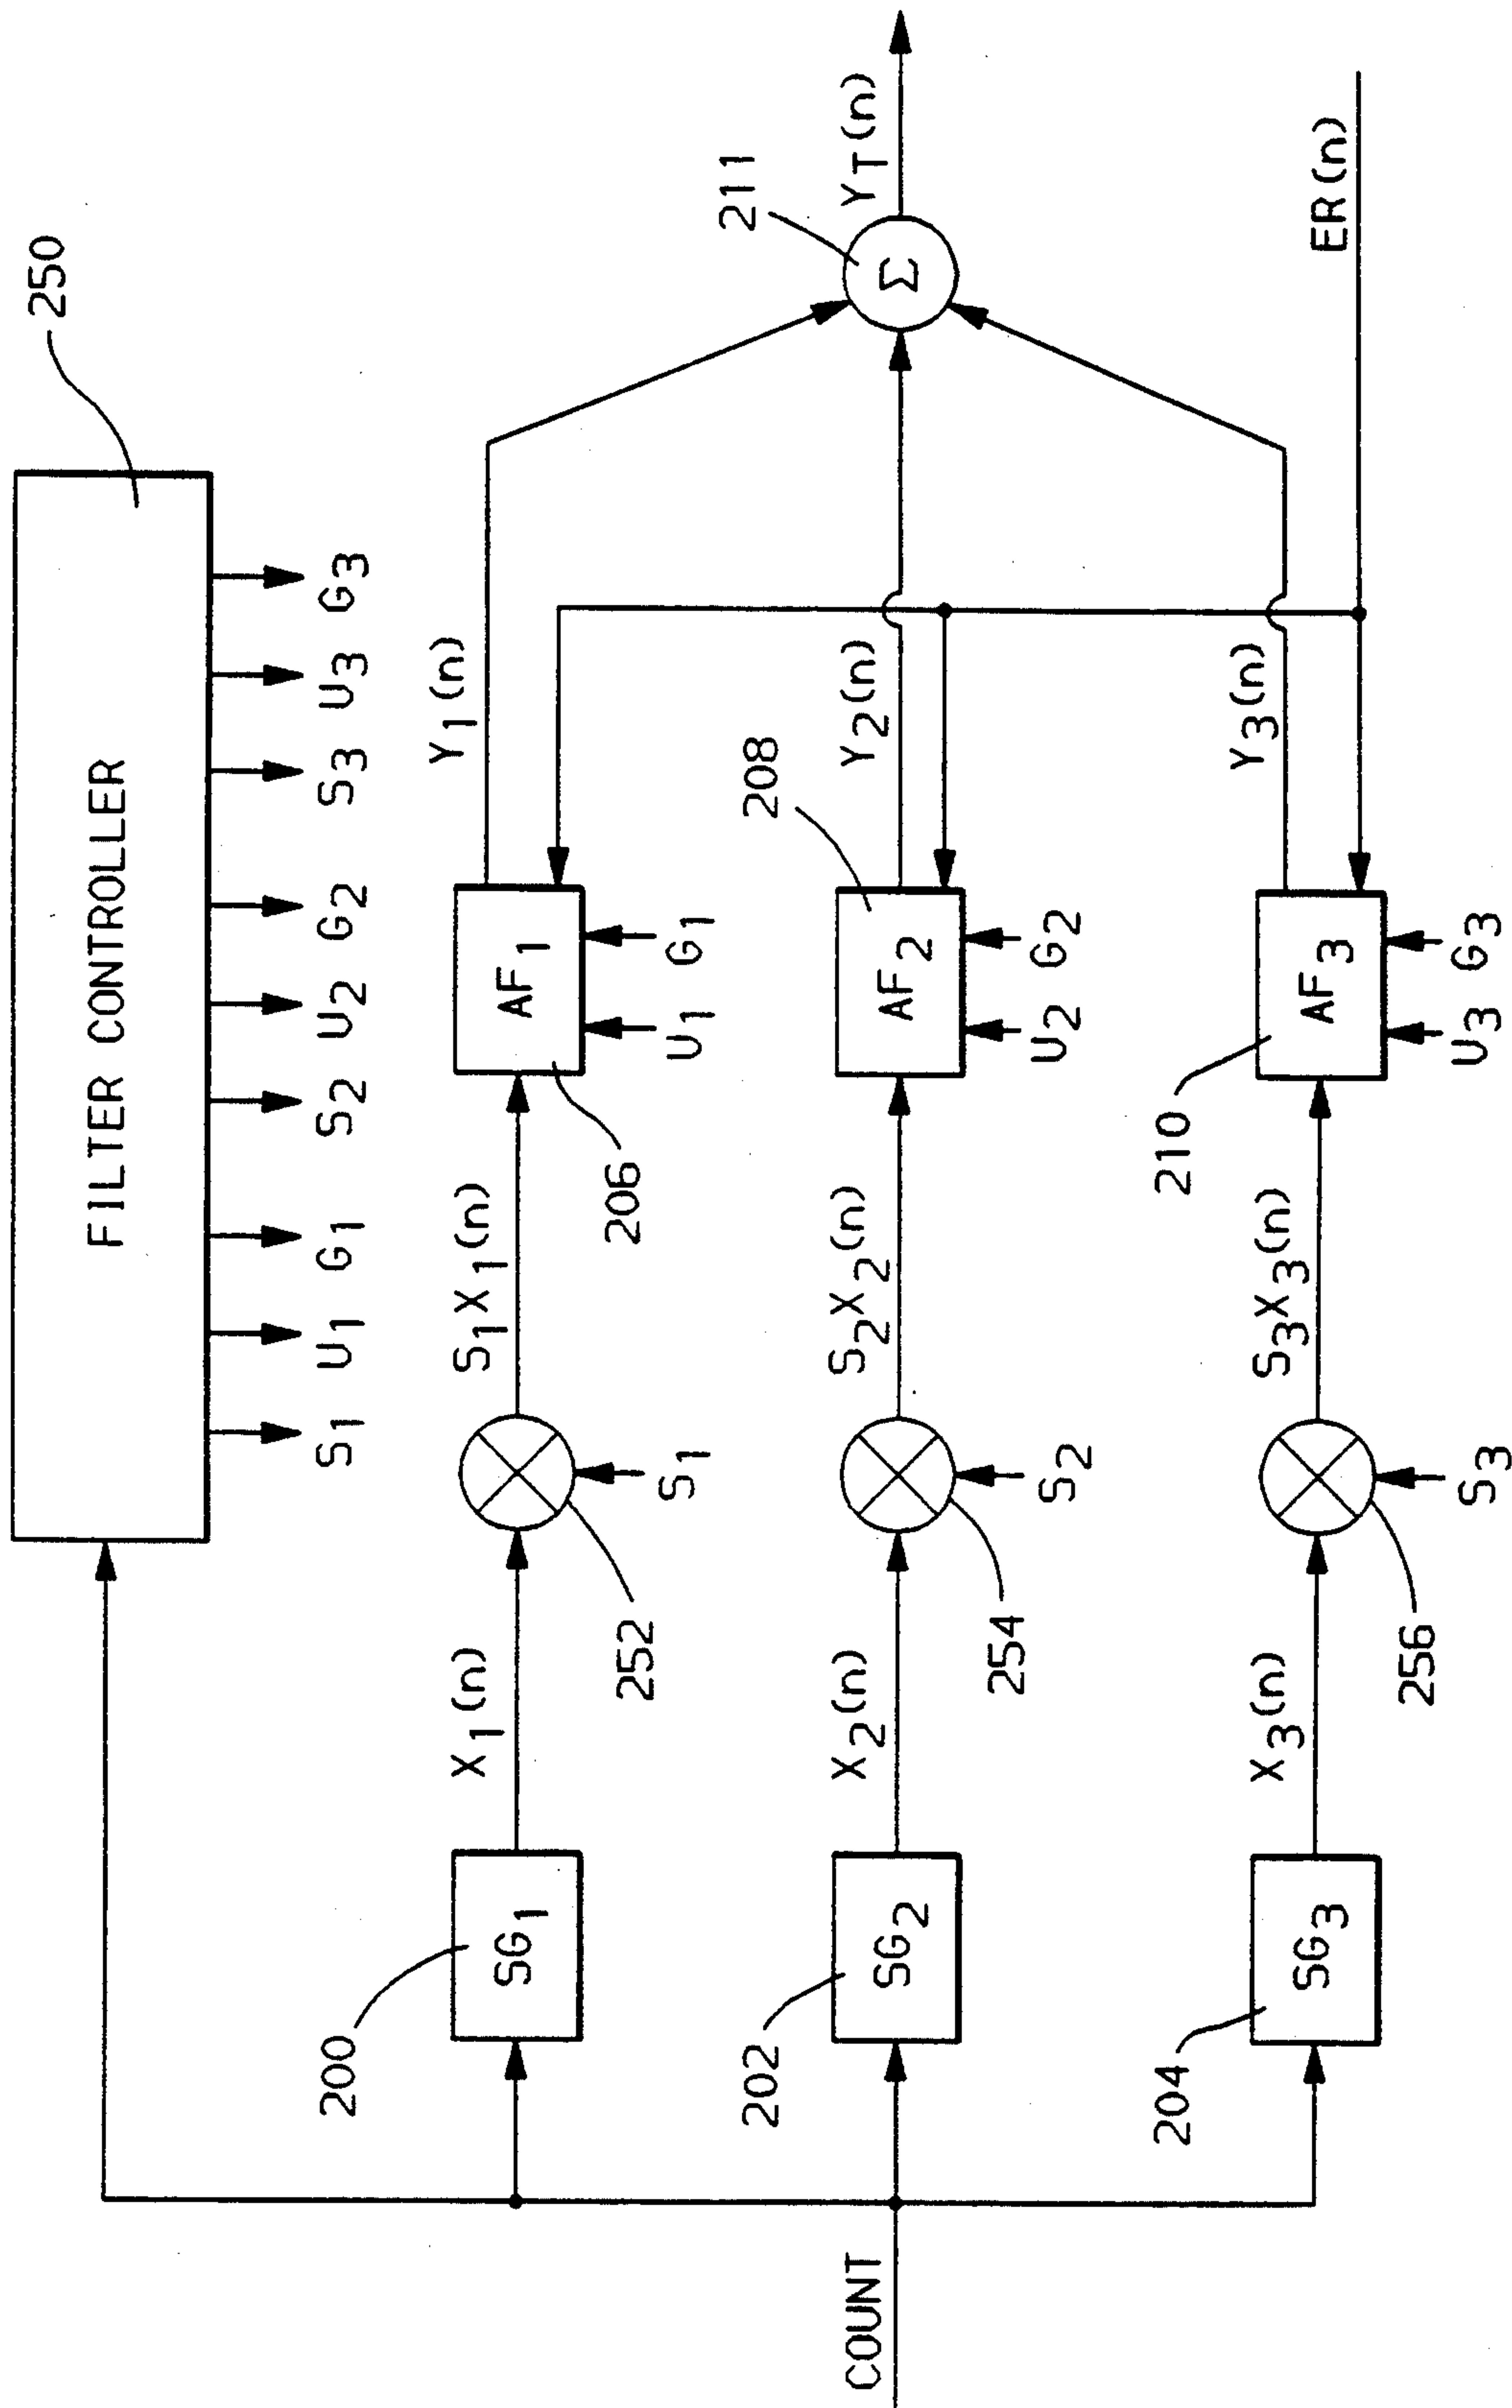 250
FILTER CONTROLLER
S1 U1 G1 S2 U2 G2 S3 U3 G3
200
SG1
X1(n)
252
S1
S1X1(n)
206
AF1
U1 G1
Y1(n)
COUNT
202
SG2
X2(n)
254
S2
S2X2(n)
208
AF2
U2 G2
Y2(n)
211
Σ
YT(n)
204
SG3
X3(n)
256
S3
S3X3(n)
210
AF3
U3 G3
Y3(n)
ER(n)